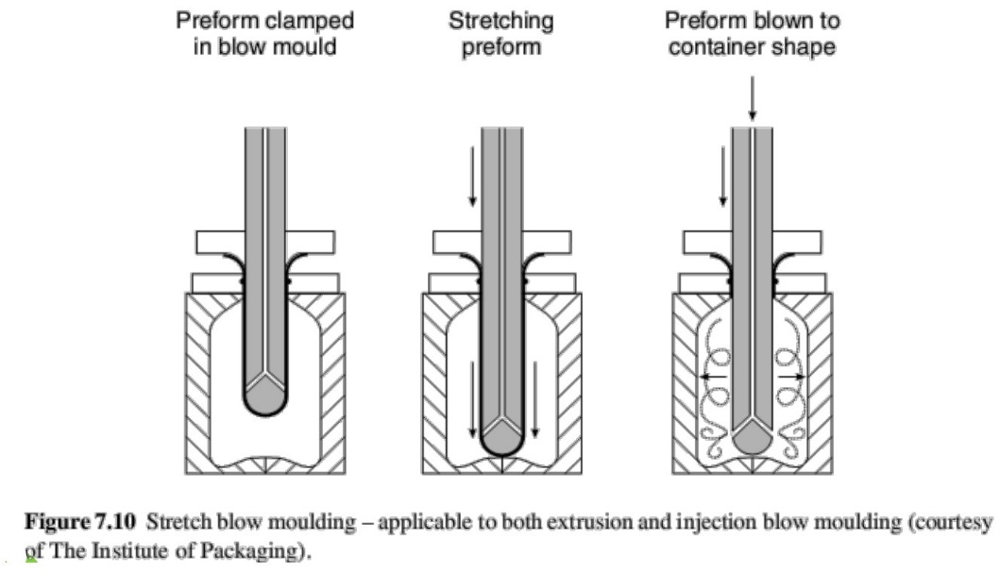 Preform clamped
in blow mould
Stretching
preform
Preform blown to
container shape
Figure 7.10 Stretch blow moulding – applicable to both extrusion and injection blow moulding (courtesy
of The Institute of Packaging).